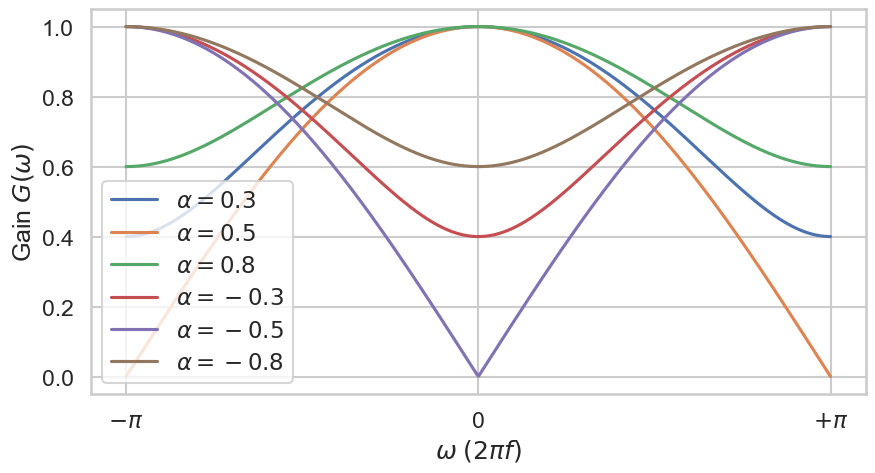 1.0
0.8
0.6
0.4
0.2
0.0
Gain G(ω)
α = 0.3
α = 0.5
α = 0.8
α = −0.3
α = −0.5
α = −0.8
−π
0
+π
ω (2πf)